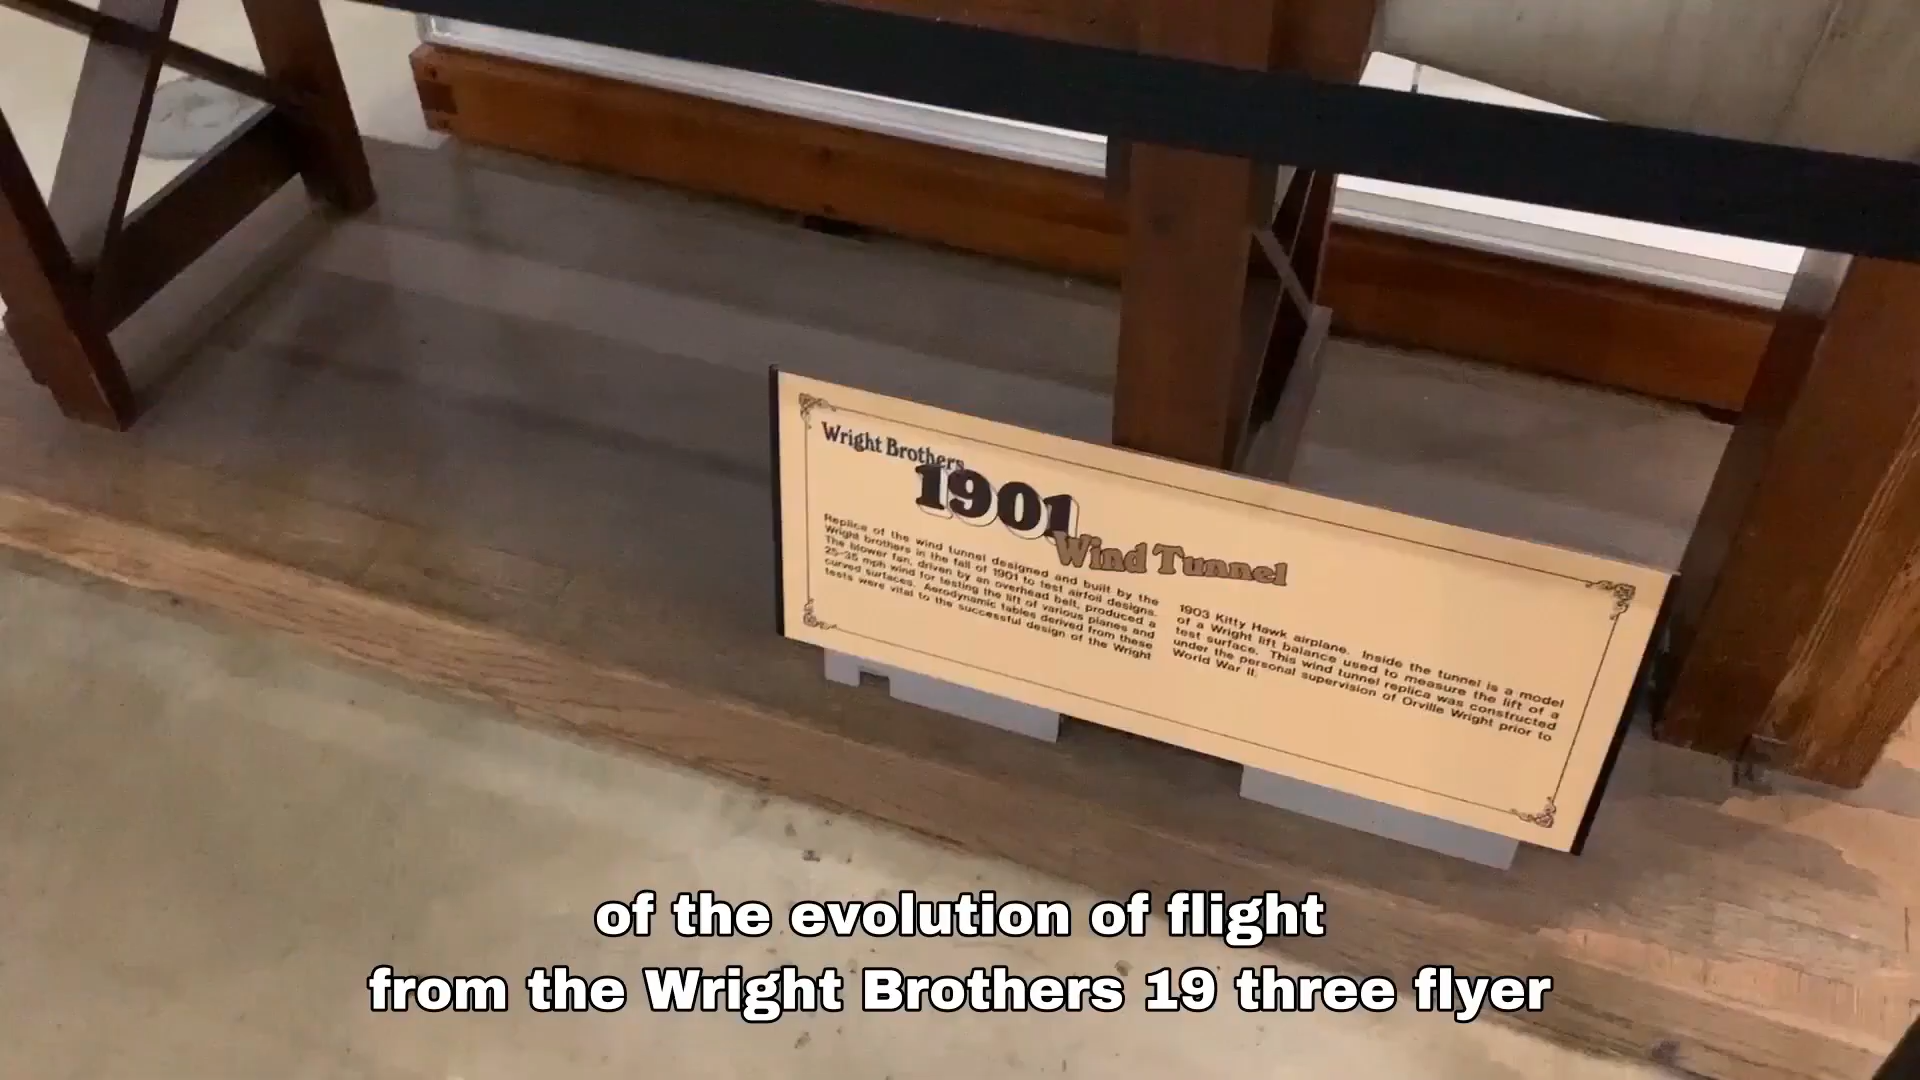 Wright Brothers
1901
Wind Tunnel
Replica of the wind tunnel designed and built by the
Wright brothers in the fall of 1901 to test airfoil designs.
The blower fan, driven by an overhead belt, produced a
25-35 mph wind for testing the lift of various planes and
curved surfaces. Aerodynamic tables derived from these
tests were vital to the successful design of the Wright
1903 Kitty Hawk airplane. Inside the tunnel is a model
of a Wright lift balance used to measure the lift of a
test surface. This wind tunnel replica was constructed
under the personal supervision of Orville Wright prior to
World War II.
of the evolution of flight
from the Wright Brothers 19 three flyer